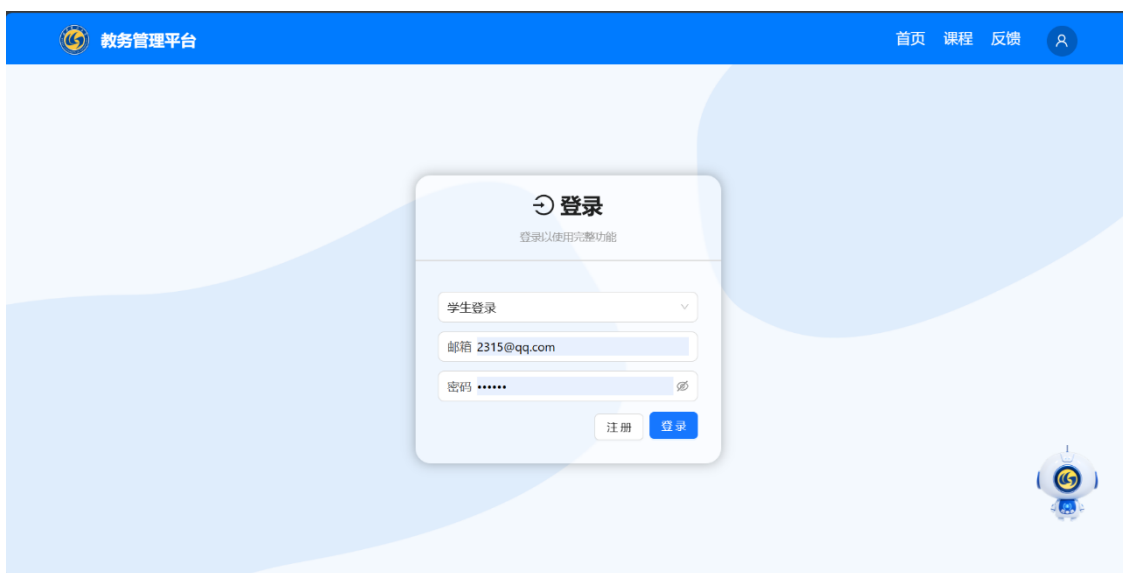 教务管理平台
首页 课程 反馈
登录
登录以使用完整功能
学生登录
邮箱 2315@qq.com
密码 ••••••
注册 登录